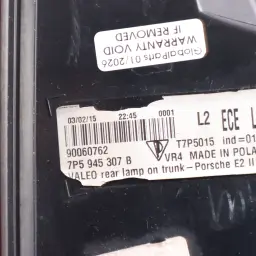 GlobalParts 01/2026
WARRANTY VOID
IF REMOVED
03/02/15 22:45 0001
90060762
7P5 945 307 B
VALEO rear lamp on trunk-Porsche E2 II
L2 ECE L
T7P5015 ind=01
VR4 MADE IN POLA